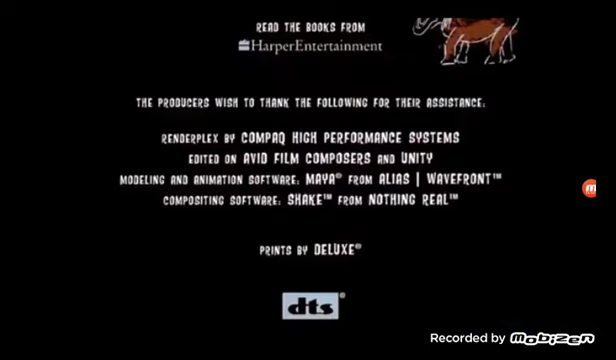 READ THE BOOKS FROM
HarperEntertainment
THE PRODUCERS WISH TO THANK THE FOLLOWING FOR THEIR ASSISTANCE:
RENDERPLEX BY COMPAQ HIGH PERFORMANCE SYSTEMS
EDITED ON AVID FILM COMPOSERS AND UNITY
MODELING AND ANIMATION SOFTWARE: MAYA® FROM ALIAS | WAVEFRONT™
COMPOSITING SOFTWARE: SHAKE™ FROM NOTHING REAL™
PRINTS BY DELUXE®
dts®
Recorded by Mobizen